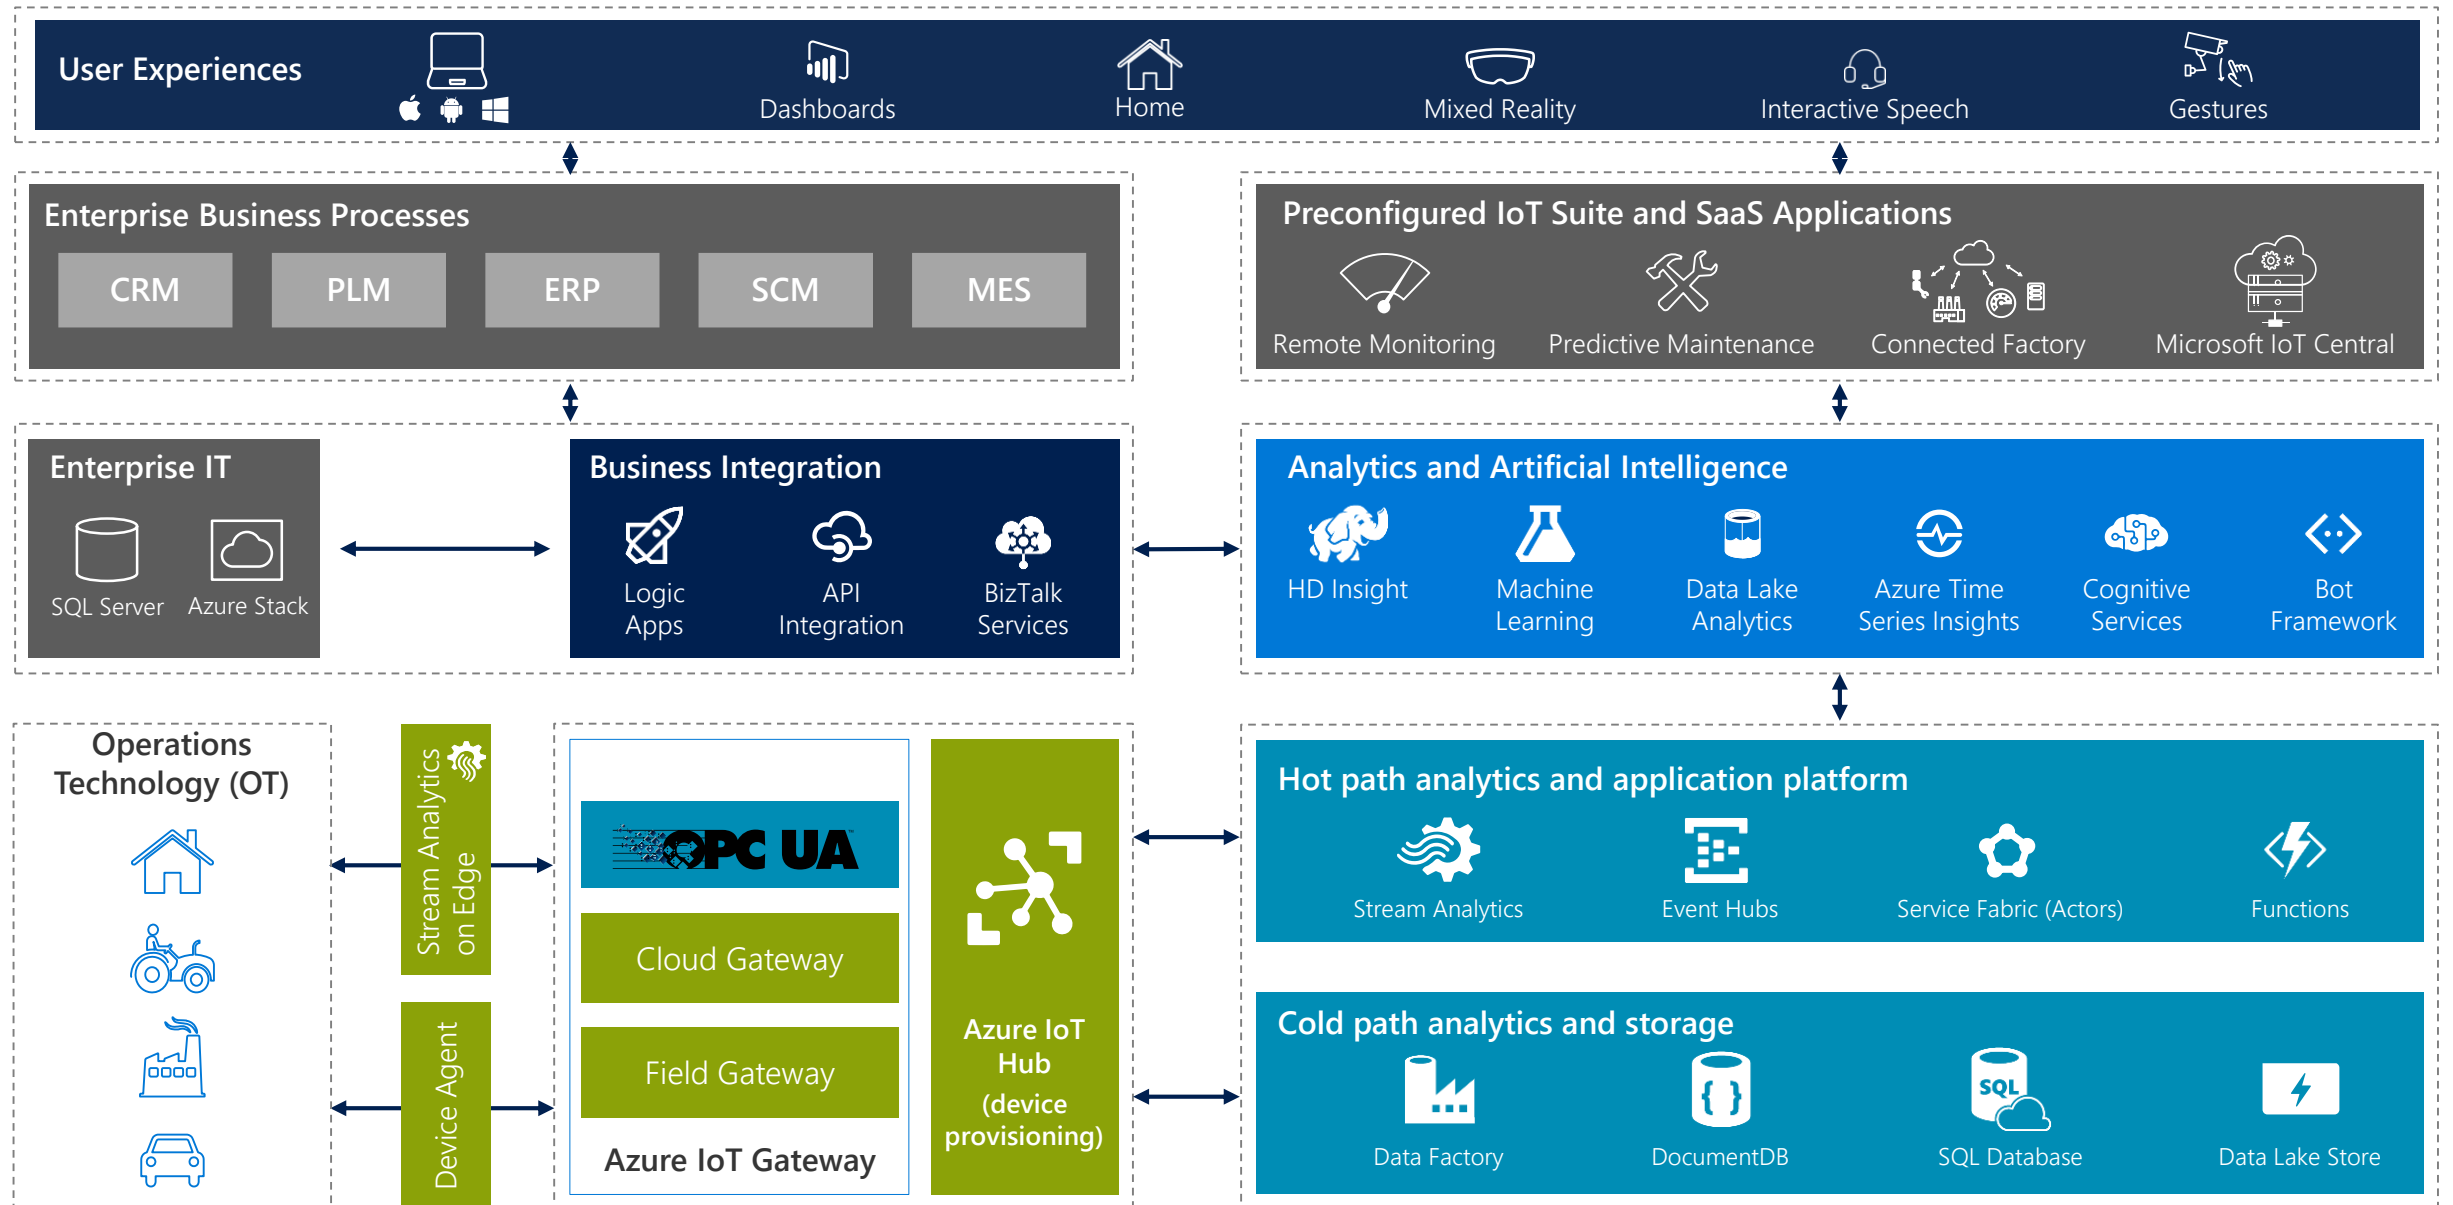 User Experiences
Dashboards
Home
Mixed Reality
Interactive Speech
Gestures
Enterprise Business Processes
CRM
PLM
ERP
SCM
MES
Preconfigured IoT Suite and SaaS Applications
Remote Monitoring
Predictive Maintenance
Connected Factory
Microsoft IoT Central
Enterprise IT
SQL Server
Azure Stack
Business Integration
Logic
Apps
API
Integration
BizTalk
Services
Analytics and Artificial Intelligence
HD Insight
Machine
Learning
Data Lake
Analytics
Azure Time
Series Insights
Cognitive
Services
Bot
Framework
Operations
Technology (OT)
Stream Analytics
on Edge
Device Agent
OPC UA
Cloud Gateway
Field Gateway
Azure IoT Gateway
Azure IoT
Hub
(device
provisioning)
Hot path analytics and application platform
Stream Analytics
Event Hubs
Service Fabric (Actors)
Functions
Cold path analytics and storage
Data Factory
DocumentDB
SQL
SQL Database
Data Lake Store